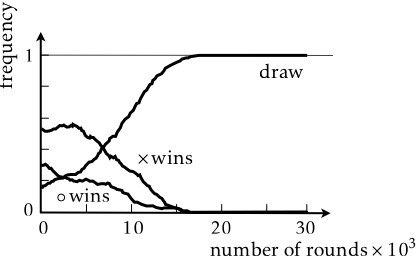 frequency
1
draw
×wins
○wins
0
0
10
20
30
number of rounds×10³